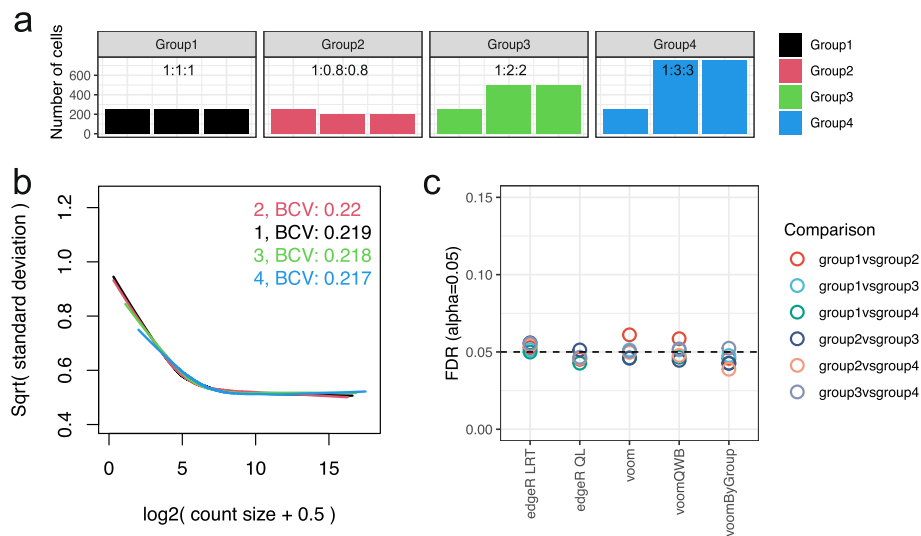 a
Number of cells
600
400
200
0
Group1
Group2
Group3
Group4
1:1:1
1:0.8:0.8
1:2:2
1:3:3
Group1
Group2
Group3
Group4
b
Sqrt( standard deviation )
1.2
1.0
0.8
0.6
0.4
2, BCV: 0.22
1, BCV: 0.219
3, BCV: 0.218
4, BCV: 0.217
0
5
10
15
log2( count size + 0.5 )
c
FDR (alpha=0.05)
0.15
0.10
0.05
0.00
edgeR LRT
edgeR QL
voom
voomQWB
voomByGroup
Comparison
group1vsgroup2
group1vsgroup3
group1vsgroup4
group2vsgroup3
group2vsgroup4
group3vsgroup4